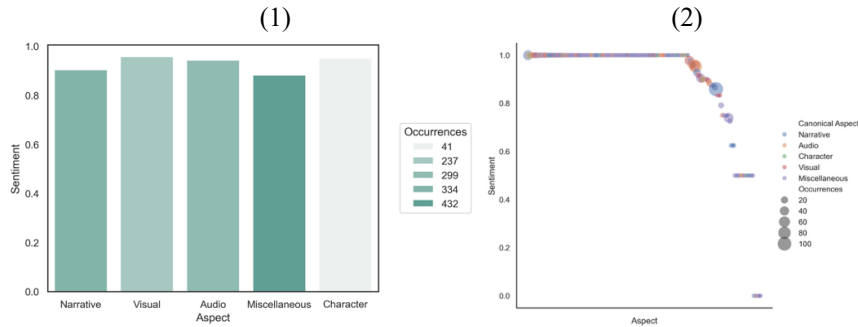 (1)
1.0
0.8
0.6
0.4
0.2
0.0
Sentiment
Narrative
Visual
Audio
Miscellaneous
Character
Aspect
Occurrences
41
237
299
334
432
(2)
1.0
0.8
0.6
0.4
0.2
0.0
Sentiment
Aspect
Canonical Aspect
Narrative
Audio
Character
Visual
Miscellaneous
Occurrences
20
40
60
80
100